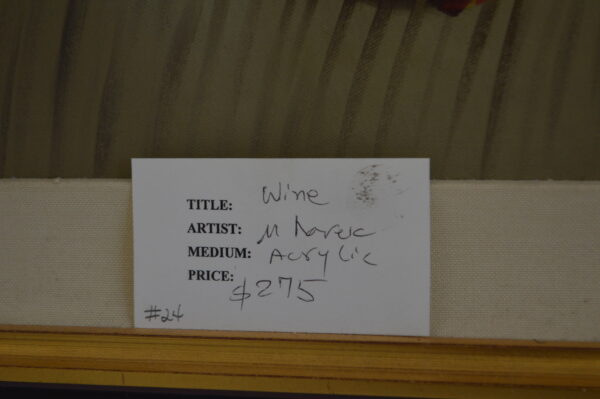 TITLE: Wine
ARTIST: M
MEDIUM: Acrylic
PRICE: $275
#24